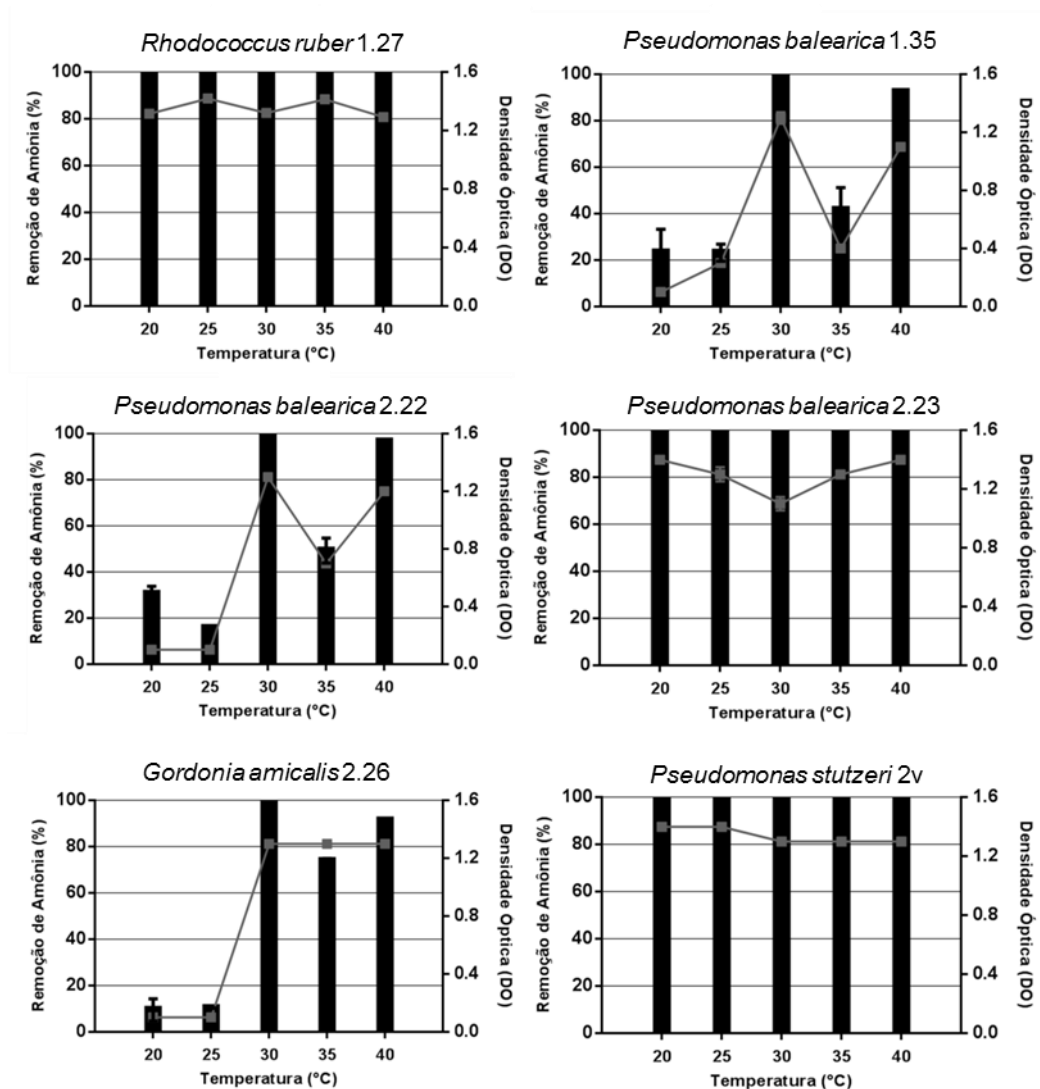 Rhodococcus ruber 1.27
Remoção de Amônia (%)
100
80
60
40
20
0
1.6
1.2
0.8
0.4
0.0
Densidade Óptica (DO)
20 25 30 35 40
Temperatura (°C)
Pseudomonas balearica 1.35
Remoção de Amônia (%)
100
80
60
40
20
0
1.6
1.2
0.8
0.4
0.0
Densidade Óptica (DO)
20 25 30 35 40
Temperatura (°C)
Pseudomonas balearica 2.22
Remoção de Amônia (%)
100
80
60
40
20
0
1.6
1.2
0.8
0.4
0.0
Densidade Óptica (DO)
20 25 30 35 40
Temperatura (°C)
Pseudomonas balearica 2.23
Remoção de Amônia (%)
100
80
60
40
20
0
1.6
1.2
0.8
0.4
0.0
Densidade Óptica (DO)
20 25 30 35 40
Temperatura (°C)
Gordonia amicalis 2.26
Remoção de Amônia (%)
100
80
60
40
20
0
1.6
1.2
0.8
0.4
0.0
Densidade Óptica (DO)
20 25 30 35 40
Temperatura (°C)
Pseudomonas stutzeri 2v
Remoção de Amônia (%)
100
80
60
40
20
0
1.6
1.2
0.8
0.4
0.0
Densidade Óptica (DO)
20 25 30 35 40
Temperatura (°C)